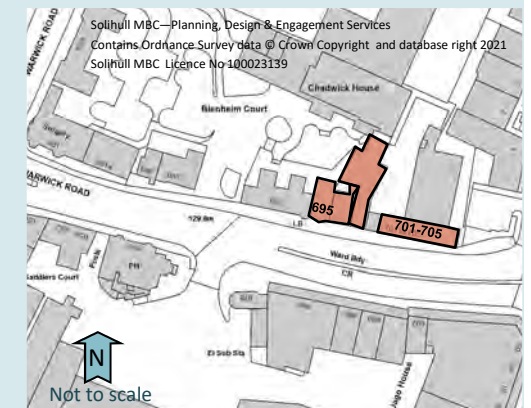 Solihull MBC—Planning, Design & Engagement Services
Contains Ordnance Survey data © Crown Copyright and database right 2021
Solihull MBC Licence No 100023139
WARWICK ROAD
Chadwick House
Blenheim Court
WARWICK ROAD
695
701-705
129.8m
LB
Ward Bdy
CR
PH
El Sub Sta
N
Not to scale